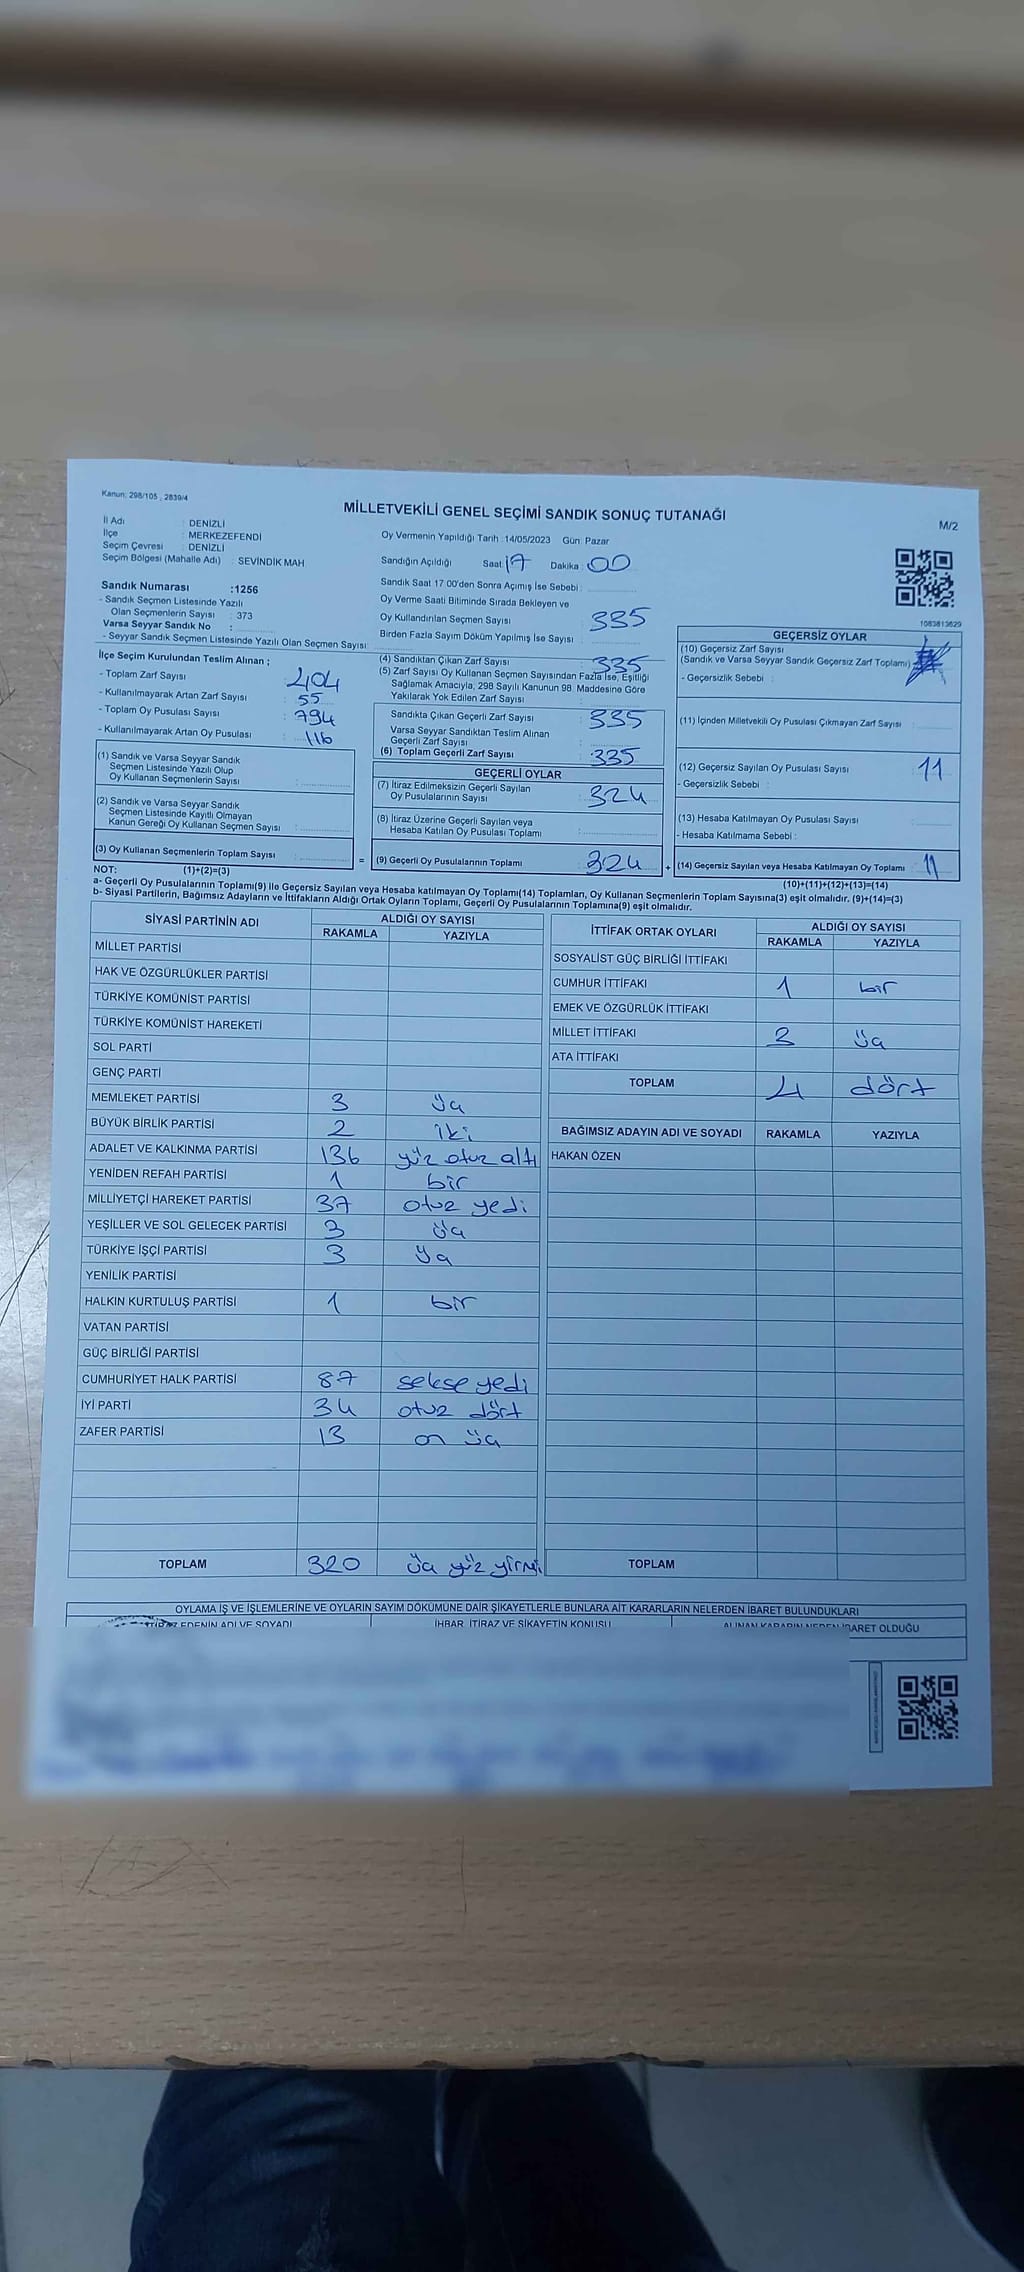 Kanun: 298/105 , 2839/4
MİLLETVEKİLİ GENEL SEÇİMİ SANDIK SONUÇ TUTANAĞI
M/2
İl Adı : DENİZLİ
İlçe : MERKEZEFENDİ
Seçim Çevresi : DENİZLİ
Seçim Bölgesi (Mahalle Adı) : SEVİNDİK MAH
Sandık Numarası :1256
- Sandık Seçmen Listesinde Yazılı
Olan Seçmenlerin Sayısı : 373
Varsa Seyyar Sandık No :
- Seyyar Sandık Seçmen Listesinde Yazılı Olan Seçmen Sayısı:
İlçe Seçim Kurulundan Teslim Alınan ;
- Toplam Zarf Sayısı : 404
- Kullanılmayarak Artan Zarf Sayısı : 55
- Toplam Oy Pusulası Sayısı : 794
- Kullanılmayarak Artan Oy Pusulası : 116
(1) Sandık ve Varsa Seyyar Sandık
Seçmen Listesinde Yazılı Olup
Oy Kullanan Seçmenlerin Sayısı :
(2) Sandık ve Varsa Seyyar Sandık
Seçmen Listesinde Kayıtlı Olmayan
Kanun Gereği Oy Kullanan Seçmen Sayısı :
(3) Oy Kullanan Seçmenlerin Toplam Sayısı :
Oy Vermenin Yapıldığı Tarih :14/05/2023 Gün: Pazar
Sandığın Açıldığı Saat: 17 Dakika : 00
Sandık Saat 17 00'den Sonra Açımış İse Sebebi :
Oy Verme Saati Bitiminde Sırada Bekleyen ve
Oy Kullandırılan Seçmen Sayısı : 335
Birden Fazla Sayım Döküm Yapılmış İse Sayısı :
(4) Sandıktan Çıkan Zarf Sayısı : 335
(5) Zarf Sayısı Oy Kullanan Seçmen Sayısından Fazla İse, Eşitliği
Sağlamak Amacıyla, 298 Sayılı Kanunun 98. Maddesine Göre
Yakılarak Yok Edilen Zarf Sayısı :
Sandıkta Çıkan Geçerli Zarf Sayısı : 335
Varsa Seyyar Sandıktan Teslim Alınan
Geçerli Zarf Sayısı :
(6) Toplam Geçerli Zarf Sayısı : 335
GEÇERLİ OYLAR
(7) İtiraz Edilmeksizin Geçerli Sayılan
Oy Pusulalarının Sayısı : 324
(8) İtiraz Üzerine Geçerli Sayılan veya
Hesaba Katılan Oy Pusulası Toplamı :
= (9) Geçerli Oy Pusulalarının Toplamı : 324 +
1083813629
GEÇERSİZ OYLAR
(10) Geçersiz Zarf Sayısı
(Sandık ve Varsa Seyyar Sandık Geçersiz Zarf Toplamı) :
- Geçersizlik Sebebi :
(11) İçinden Milletvekili Oy Pusulası Çıkmayan Zarf Sayısı :
(12) Geçersiz Sayılan Oy Pusulası Sayısı : 11
- Geçersizlik Sebebi :
(13) Hesaba Katılmayan Oy Pusulası Sayısı :
- Hesaba Katılmama Sebebi :
(14) Geçersiz Sayılan veya Hesaba Katılmayan Oy Toplamı : 11
NOT: (1)+(2)=(3) (10)+(11)+(12)+(13)=(14)
a- Geçerli Oy Pusulalarının Toplamı(9) ile Geçersiz Sayılan veya Hesaba katılmayan Oy Toplam(14) Toplamları, Oy Kullanan Seçmenlerin Toplam Sayısına(3) eşit olmalıdır. (9)+(14)=(3)
b- Siyasi Partilerin, Bağımsız Adayların ve İttifakların Aldığı Ortak Oyların Toplamı, Geçerli Oy Pusulalarının Toplamına(9) eşit olmalıdır.
SİYASİ PARTİNİN ADI ALDIĞI OY SAYISI
RAKAMLA YAZIYLA
MİLLET PARTİSİ
HAK VE ÖZGÜRLÜKLER PARTİSİ
TÜRKİYE KOMÜNİST PARTİSİ
TÜRKİYE KOMÜNİST HAREKETİ
SOL PARTİ
GENÇ PARTİ
MEMLEKET PARTİSİ 3 üç
BÜYÜK BİRLİK PARTİSİ 2 iki
ADALET VE KALKINMA PARTİSİ 136 yüz otuz altı
YENİDEN REFAH PARTİSİ 1 bir
MİLLİYETÇİ HAREKET PARTİSİ 37 otuz yedi
YEŞİLLER VE SOL GELECEK PARTİSİ 3 üç
TÜRKİYE İŞÇİ PARTİSİ 3 üç
YENİLİK PARTİSİ
HALKIN KURTULUŞ PARTİSİ 1 bir
VATAN PARTİSİ
GÜÇ BİRLİĞİ PARTİSİ
CUMHURİYET HALK PARTİSİ 87 sekse yedi
İYİ PARTİ 34 otuz dört
ZAFER PARTİSİ 13 on üç
TOPLAM 320 üç yüz yirmi
İTTİFAK ORTAK OYLARI ALDIĞI OY SAYISI
RAKAMLA YAZIYLA
SOSYALİST GÜÇ BİRLİĞİ İTTİFAKI
CUMHUR İTTİFAKI 1 bir
EMEK VE ÖZGÜRLÜK İTTİFAKI
MİLLET İTTİFAKI 3 üç
ATA İTTİFAKI
TOPLAM 4 dört
BAĞIMSIZ ADAYIN ADI VE SOYADI RAKAMLA YAZIYLA
HAKAN ÖZEN
TOPLAM
OYLAMA İŞ VE İŞLEMLERİNE VE OYLARIN SAYIM DÖKÜMÜNE DAİR ŞİKAYETLERLE BUNLARA AİT KARARLARIN NELERDEN İBARET BULUNDUKLARI
EDENİN ADI VE SOYADI İHBAR, İTİRAZ VE ŞİKAYETİN KONUSU ALINAN KARARIN NEDEN İBARET OLDUĞU